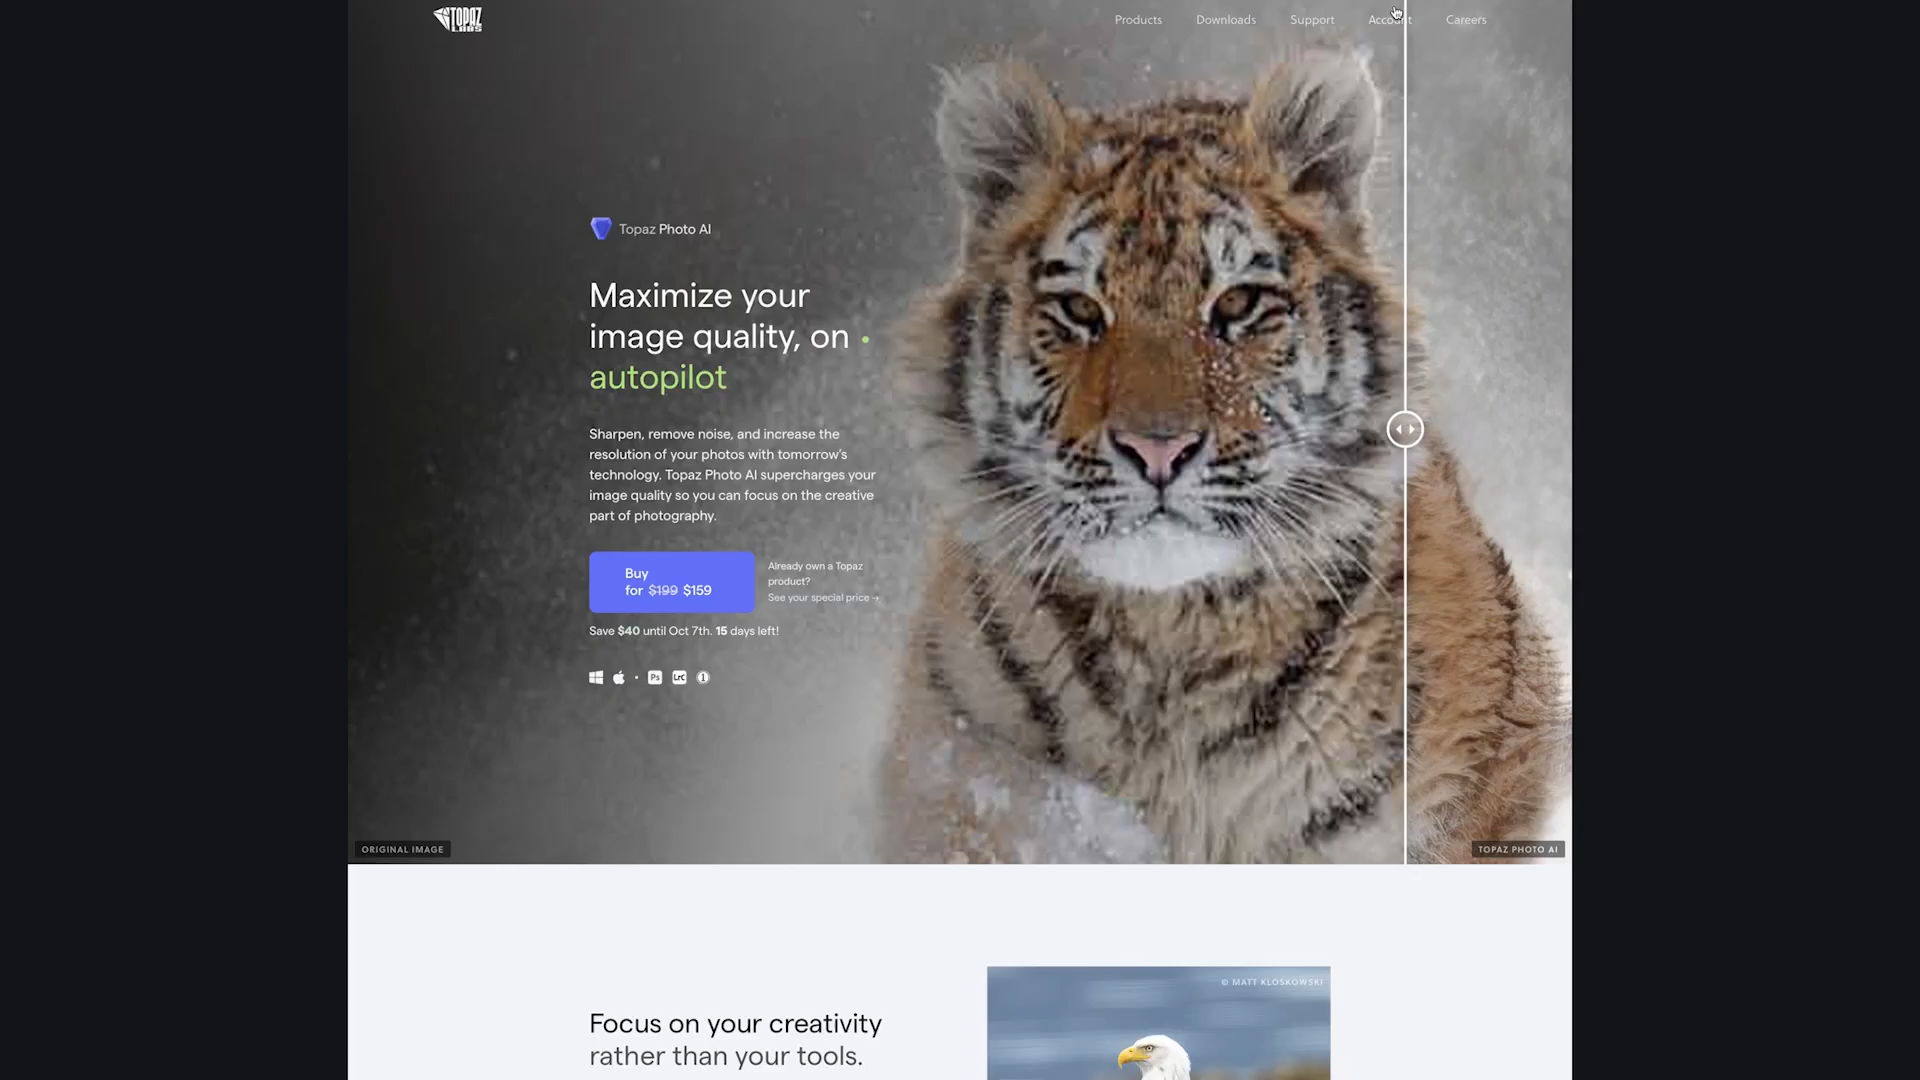 TOPAZ
LABS
Products
Downloads
Support
Account
Careers
Topaz Photo AI
Maximize your
image quality, on •
autopilot
Sharpen, remove noise, and increase the
resolution of your photos with tomorrow's
technology. Topaz Photo AI supercharges your
image quality so you can focus on the creative
part of photography.
Buy
for $199 $159
Already own a Topaz
product?
See your special price →
Save $40 until Oct 7th. 15 days left!
Ps
LrC
1
ORIGINAL IMAGE
TOPAZ PHOTO AI
© MATT KLOSKOWSKI
Focus on your creativity
rather than your tools.